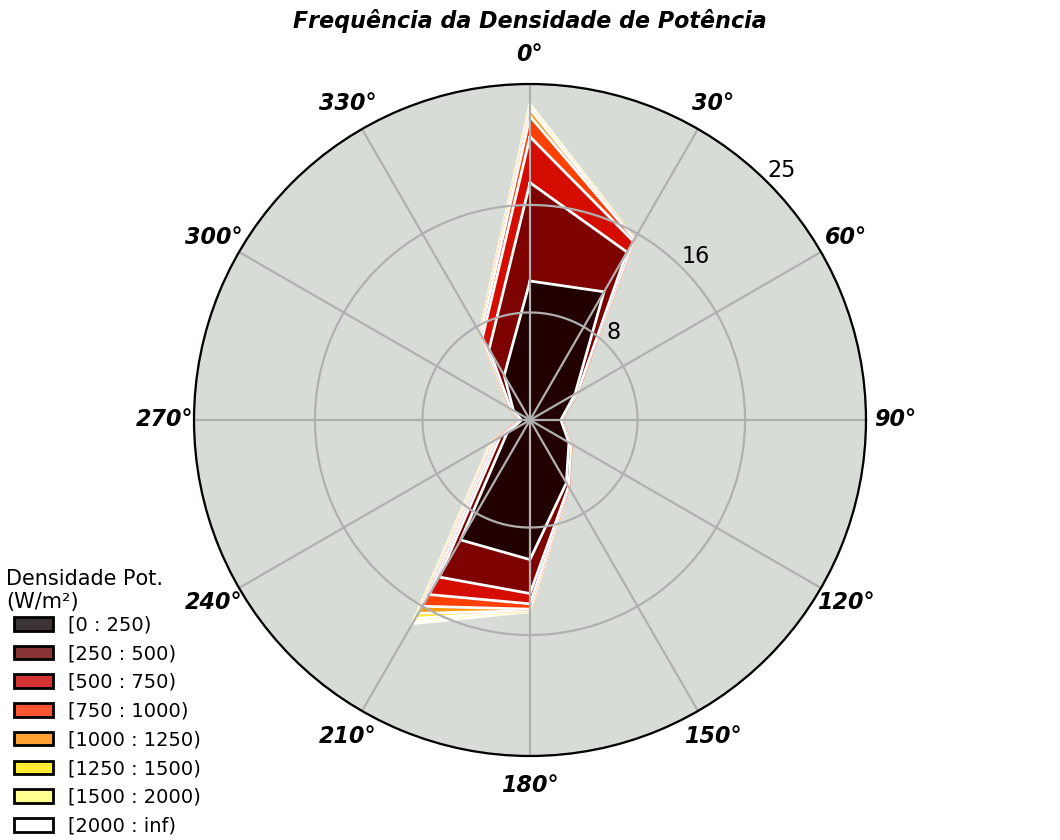 Frequência da Densidade de Potência
0°
330°
30°
25
300°
60°
16
8
270°
90°
240°
120°
210°
150°
180°
Densidade Pot.
(W/m²)
[0 : 250)
[250 : 500)
[500 : 750)
[750 : 1000)
[1000 : 1250)
[1250 : 1500)
[1500 : 2000)
[2000 : inf)